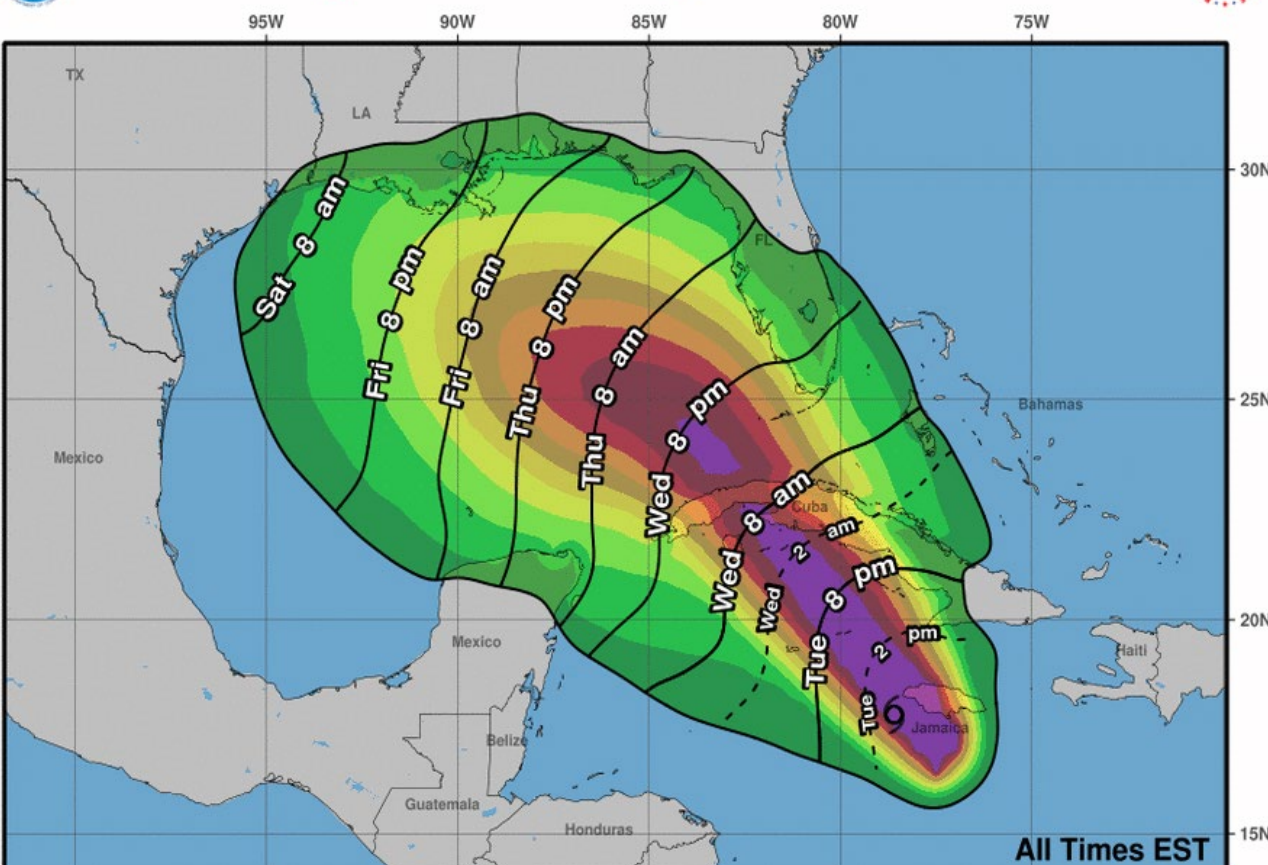 95W 90W 85W 80W 75W
TX
LA
30N
Sat 8 am
Fri 8 pm
Fri 8 am
Thu 8 pm
Thu 8 am
Wed 8 pm
Wed 8 am
Wed 2 am
Tue 8 pm
Tue 2 pm
FL
25N
Bahamas
Mexico
Cuba
20N
Mexico
Haiti
Jamaica
Belize
Guatemala
Honduras
15N
All Times EST